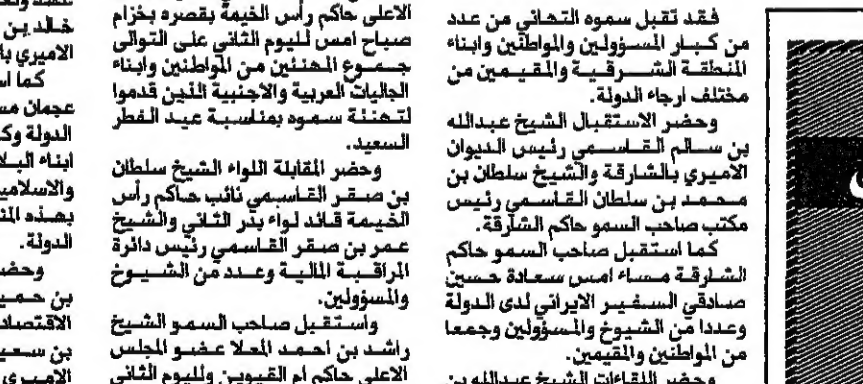 فقد تقبل سموه التهاني من عدد
من كبار المسؤولين والمواطنين وابناء
المنطقة الشرقية والمقيمين من
مختلف ارجاء الدولة.
وحضر الاستقبال الشيخ عبدالله
بن سالم القاسمي رئيس الديوان
الاميري بالشارقة والشيخ سلطان بن
محمد بن سلطان القاسمي رئيس
مكتب صاحب السمو حاكم الشارقة.
كما استقبل صاحب السمو حاكم
الشارقة مساء امس سعادة حسين
صادقي السفير الايراني لدى الدولة
وعددا من الشيوخ والمسؤولين وجمعا
من المواطنين والمقيمين.
وحضر اللقاءات الشيخ عبدالله بن
الاعلى حاكم رأس الخيمة بقصره بخزام
صباح امس لليوم الثاني على التوالي
جموع المهنئين من المواطنين وابناء
الجاليات العربية والاجنبية الذين قدموا
لتهنئة سموه بمناسبة عيد الفطر
السعيد.
وحضر المقابلة اللواء الشيخ سلطان
بن صقر القاسمي نائب حاكم رأس
الخيمة قائد لواء بدر الثاني والشيخ
عمر بن صقر القاسمي رئيس دائرة
المراقبة المالية وعدد من الشيوخ
والمسؤولين.
واستقبل صاحب السمو الشيخ
راشد بن احمد المعلا عضو المجلس
الاعلى حاكم أم القيوين ولليوم الثاني
خالد بن
الاميري با
كما اس
عجمان مس
الدولة وك
ابناء البلا
والاسلامي
بهذه المن
الدولة.
وحض
بن حمي
الاقتصاد
بن سعي
الاميري